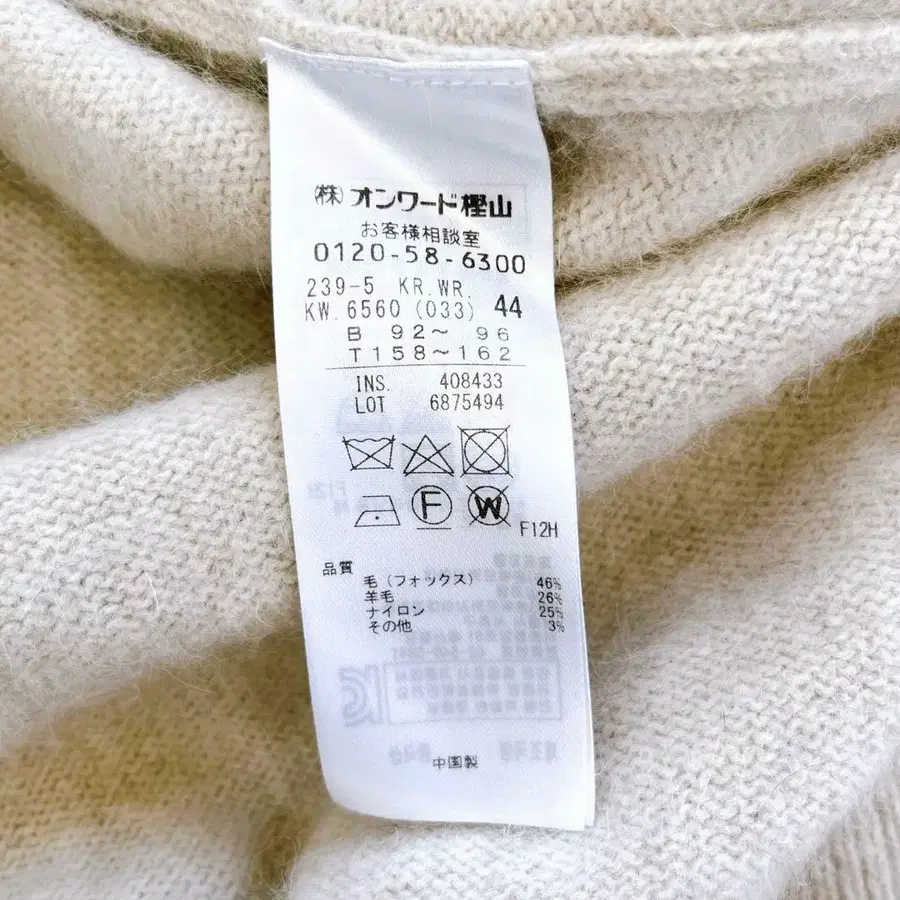 (株)オンワード樫山
お客様相談室
0120-58-6300
239-5 KR.WR.
KW.6560 (033) 44
B 92～ 96
T158～162
INS. 408433
LOT 6875494
F
W
F12H
品質
毛(フォックス) 46%
羊毛 26%
ナイロン 25%
その他 3%
中国製